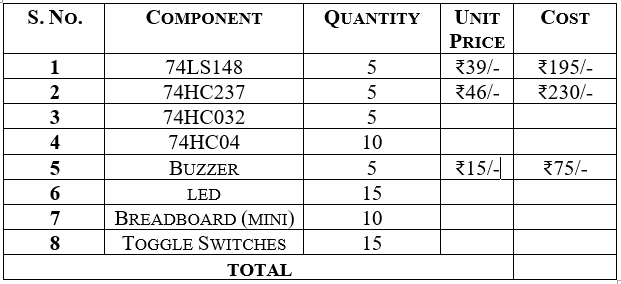 S. NO. COMPONENT QUANTITY UNIT PRICE COST
1 74LS148 5 ₹39/- ₹195/-
2 74HC237 5 ₹46/- ₹230/-
3 74HC032 5
4 74HC04 10
5 BUZZER 5 ₹15/- ₹75/-
6 LED 15
7 BREADBOARD (MINI) 10
8 TOGGLE SWITCHES 15
TOTAL